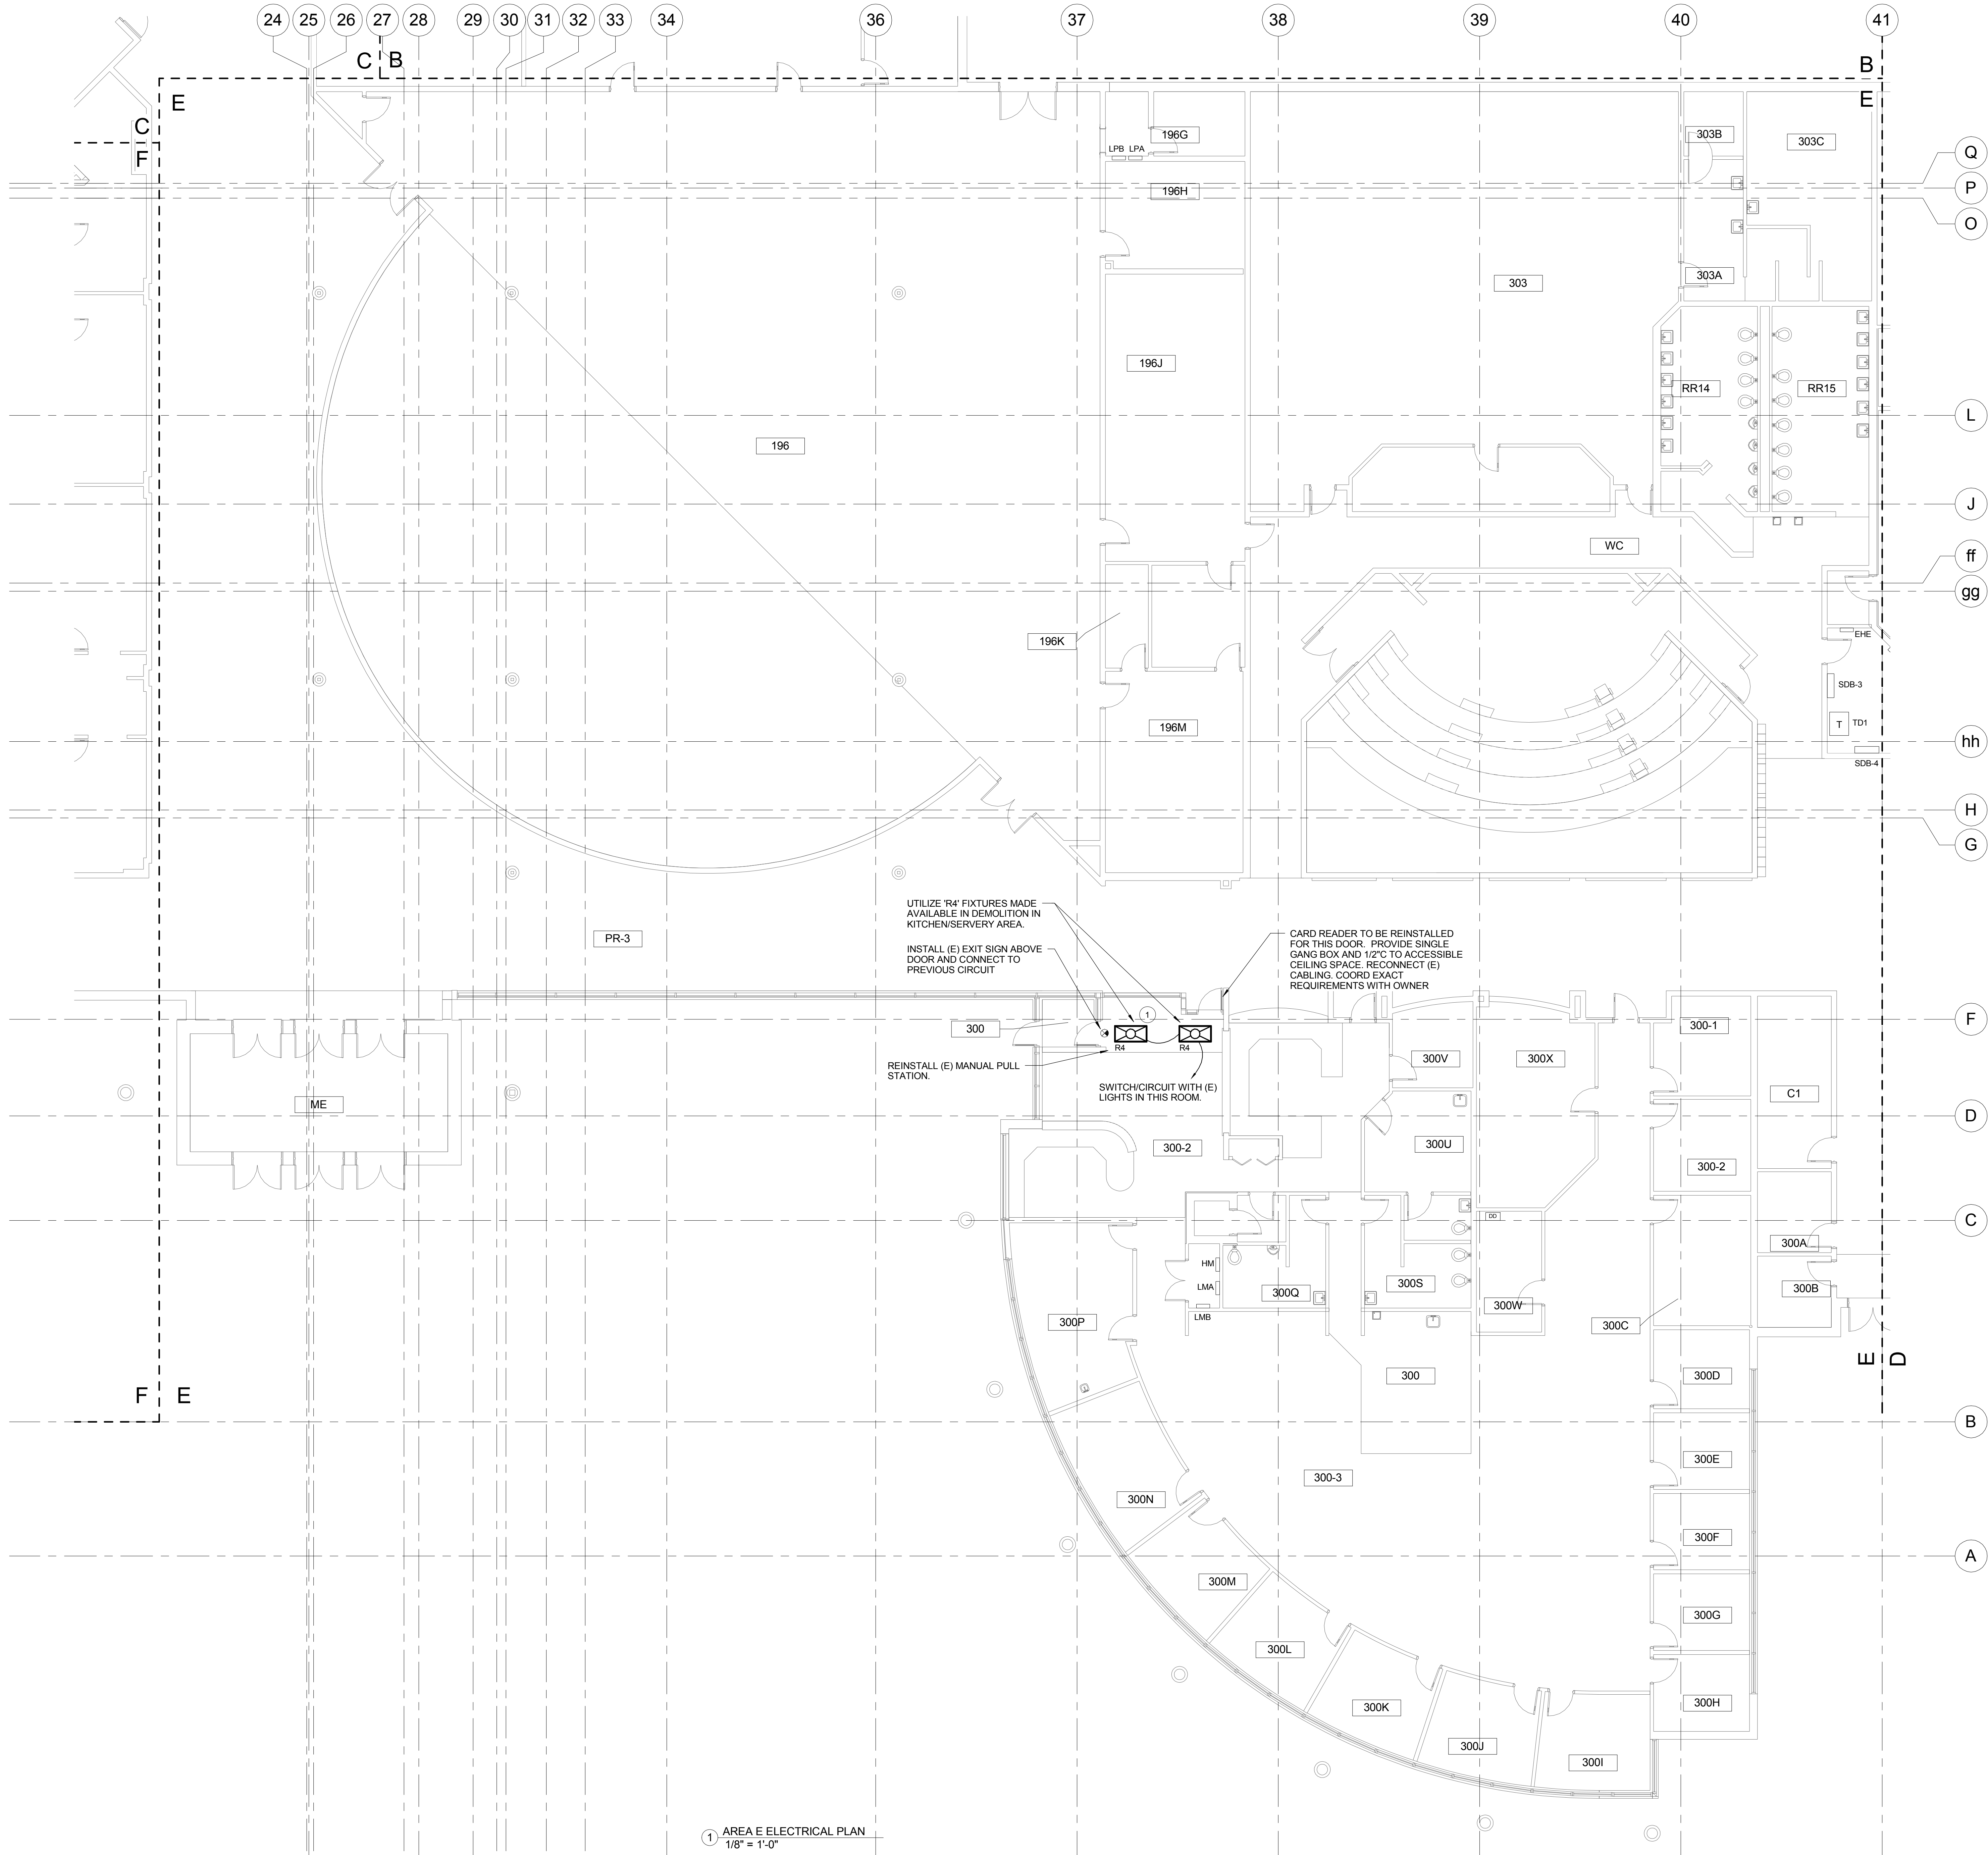 24 25 26 27 28 29 30 31 32 33 34 36 37 38 39 40 41
C B
B
E
E
C
F
196G
LPB LPA
303B
303C
Q
P
O
196H
303
303A
196J
RR14
RR15
L
196
J
WC
ff
gg
196K
EHE
SDB-3
T
TD1
SDB-4
196M
hh
H
G
UTILIZE 'R4' FIXTURES MADE
AVAILABLE IN DEMOLITION IN
KITCHEN/SERVERY AREA.
INSTALL (E) EXIT SIGN ABOVE
DOOR AND CONNECT TO
PREVIOUS CIRCUIT
CARD READER TO BE REINSTALLED
FOR THIS DOOR. PROVIDE SINGLE
GANG BOX AND 1/2"C TO ACCESSIBLE
CEILING SPACE. RECONNECT (E)
CABLING. COORD EXACT
REQUIREMENTS WITH OWNER
PR-3
300
1
R4
R4
300-1
F
REINSTALL (E) MANUAL PULL
STATION.
SWITCH/CIRCUIT WITH (E)
LIGHTS IN THIS ROOM.
300V
300X
ME
C1
D
300-2
300U
300-2
DD
C
300A
HM
LMA
LMB
300Q
300S
300W
300B
300P
300C
300
300D
E D
F E
B
300E
300-3
300N
300F
A
300M
300G
300L
300K
300H
300J
300I
1
AREA E ELECTRICAL PLAN
1/8" = 1'-0"